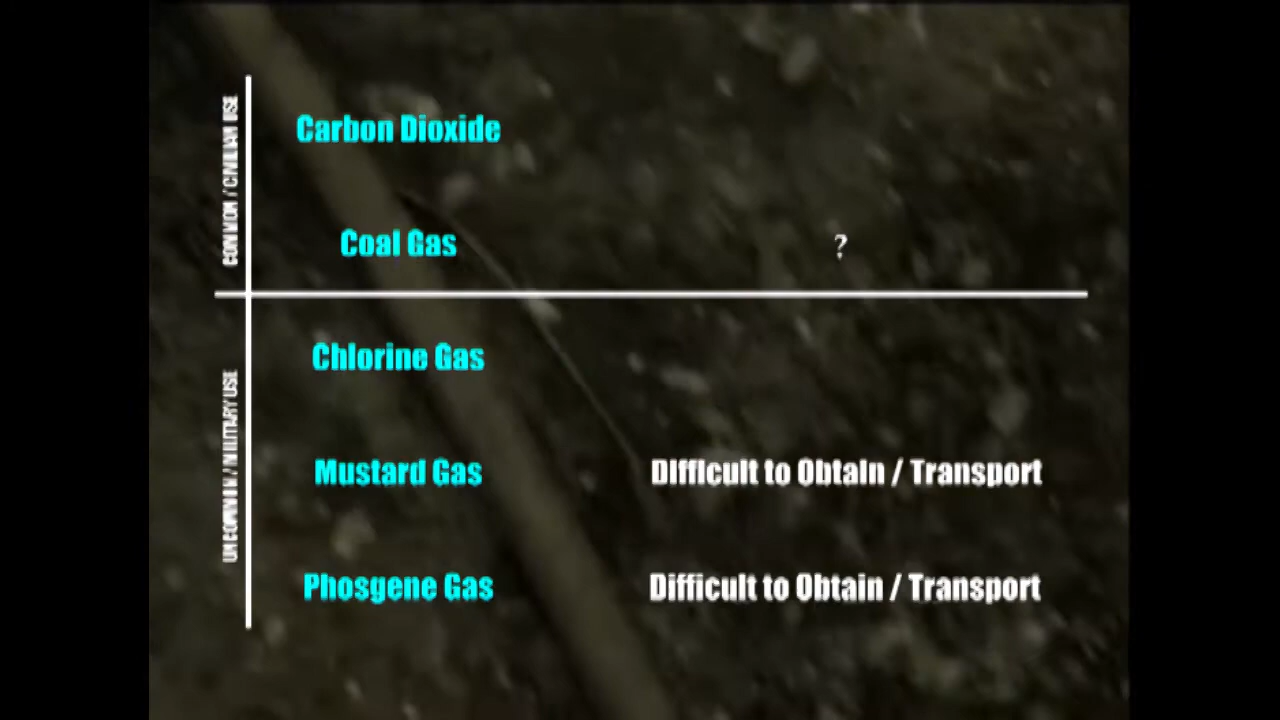 COMMON / CIVILIAN USE
Carbon Dioxide
Coal Gas ?
UNCOMMON / MILITARY USE
Chlorine Gas
Mustard Gas Difficult to Obtain / Transport
Phosgene Gas Difficult to Obtain / Transport